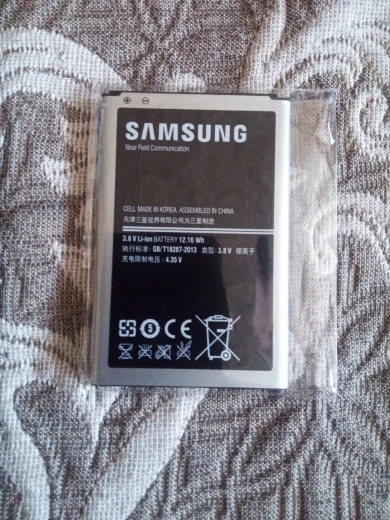 SAMSUNG
Near Field Communication
CELL MADE IN KOREA, ASSEMBLED IN CHINA
天津三星视界有限公司为三星制造
3.8 V Li-ion BATTERY 12.16 Wh
执行标准: GB/T18287-2013 类型: 3.8 V 锂离子
充电限制电压: 4.35 V
5 CE